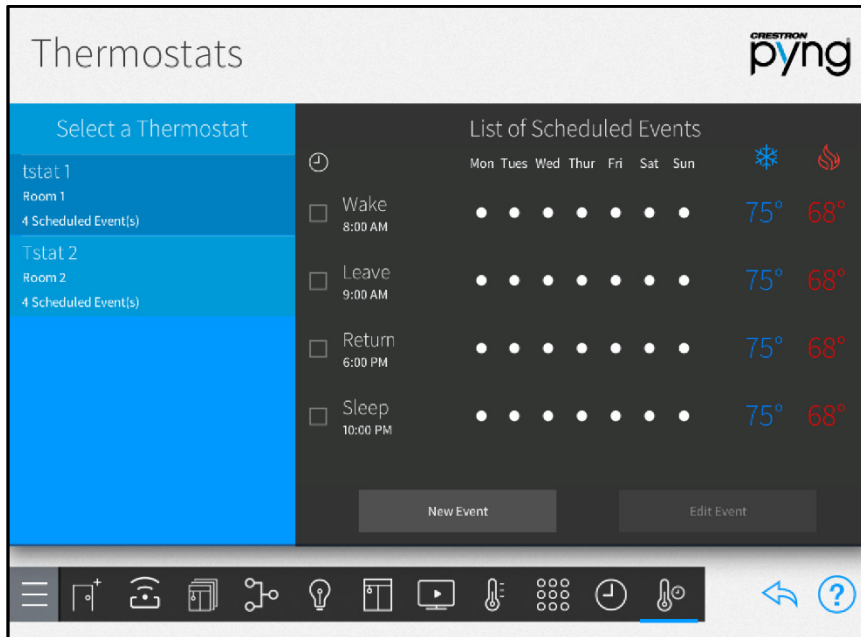 Thermostats
CRESTRON
pyng
Select a Thermostat
tstat 1
Room 1
4 Scheduled Event(s)
Tstat 2
Room 2
4 Scheduled Event(s)
List of Scheduled Events
Mon Tues Wed Thur Fri Sat Sun
Wake
8:00 AM
75° 68°
Leave
9:00 AM
75° 68°
Return
6:00 PM
75° 68°
Sleep
10:00 PM
75° 68°
New Event
Edit Event
?